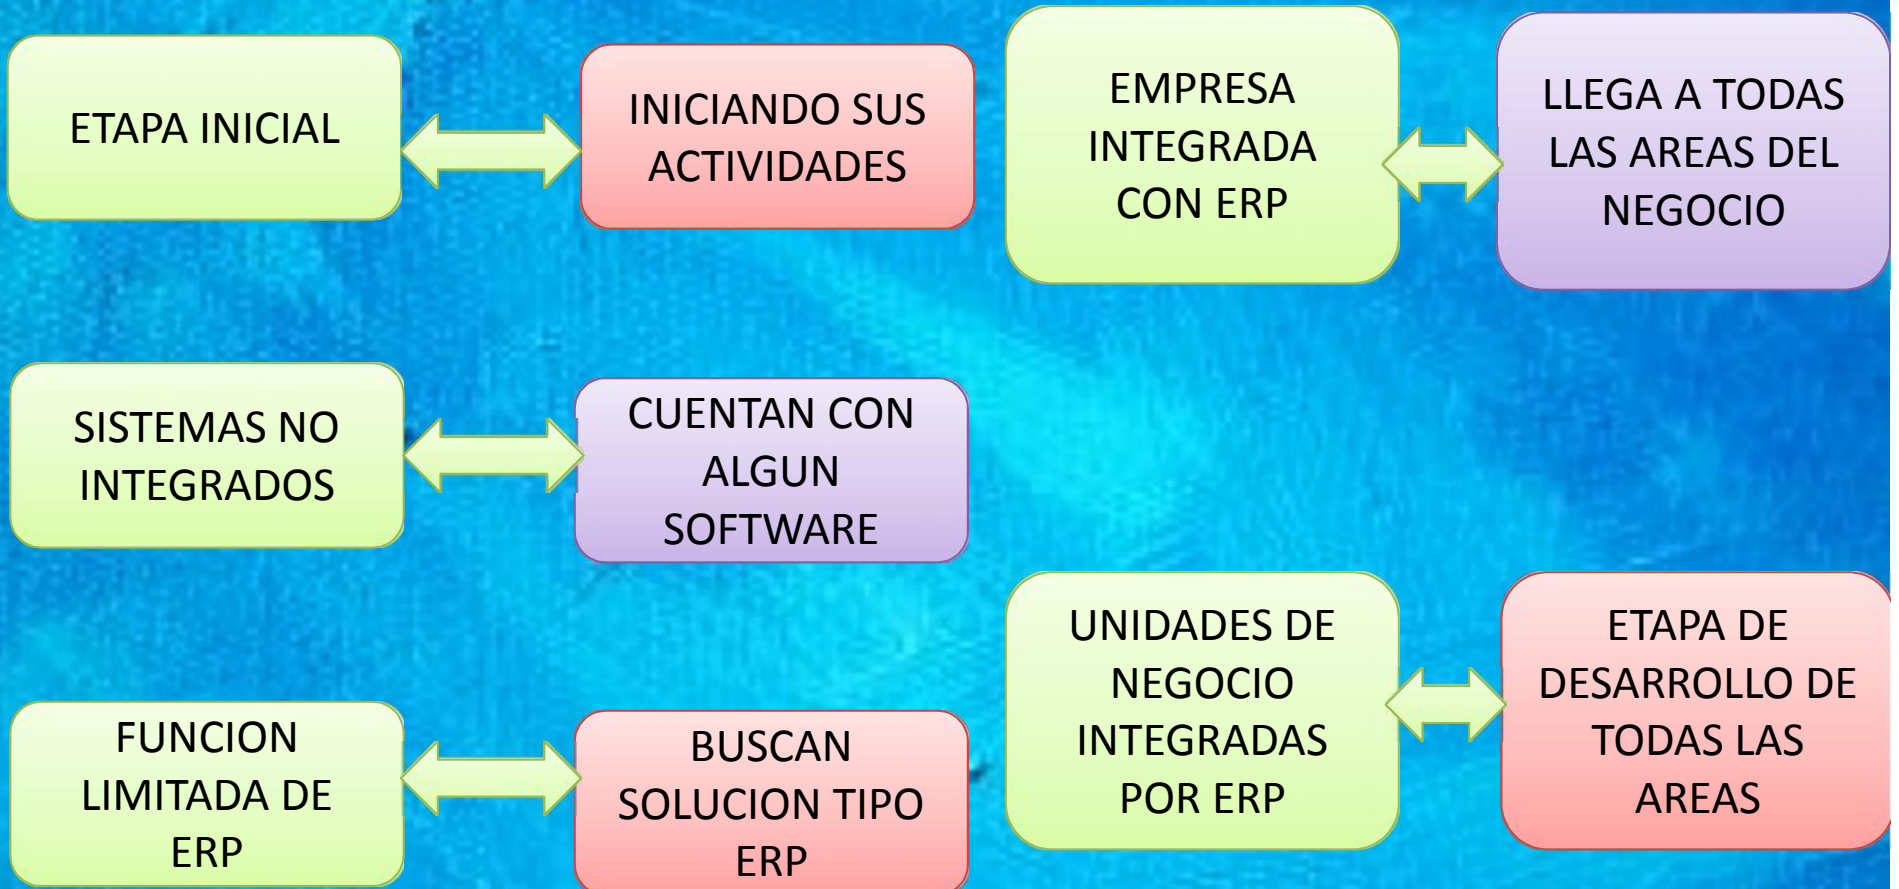 ETAPA INICIAL
INICIANDO SUS
ACTIVIDADES
EMPRESA
INTEGRADA
CON ERP
LLEGA A TODAS
LAS AREAS DEL
NEGOCIO
SISTEMAS NO
INTEGRADOS
CUENTAN CON
ALGUN
SOFTWARE
FUNCION
LIMITADA DE
ERP
BUSCAN
SOLUCION TIPO
ERP
UNIDADES DE
NEGOCIO
INTEGRADAS
POR ERP
ETAPA DE
DESARROLLO DE
TODAS LAS
AREAS